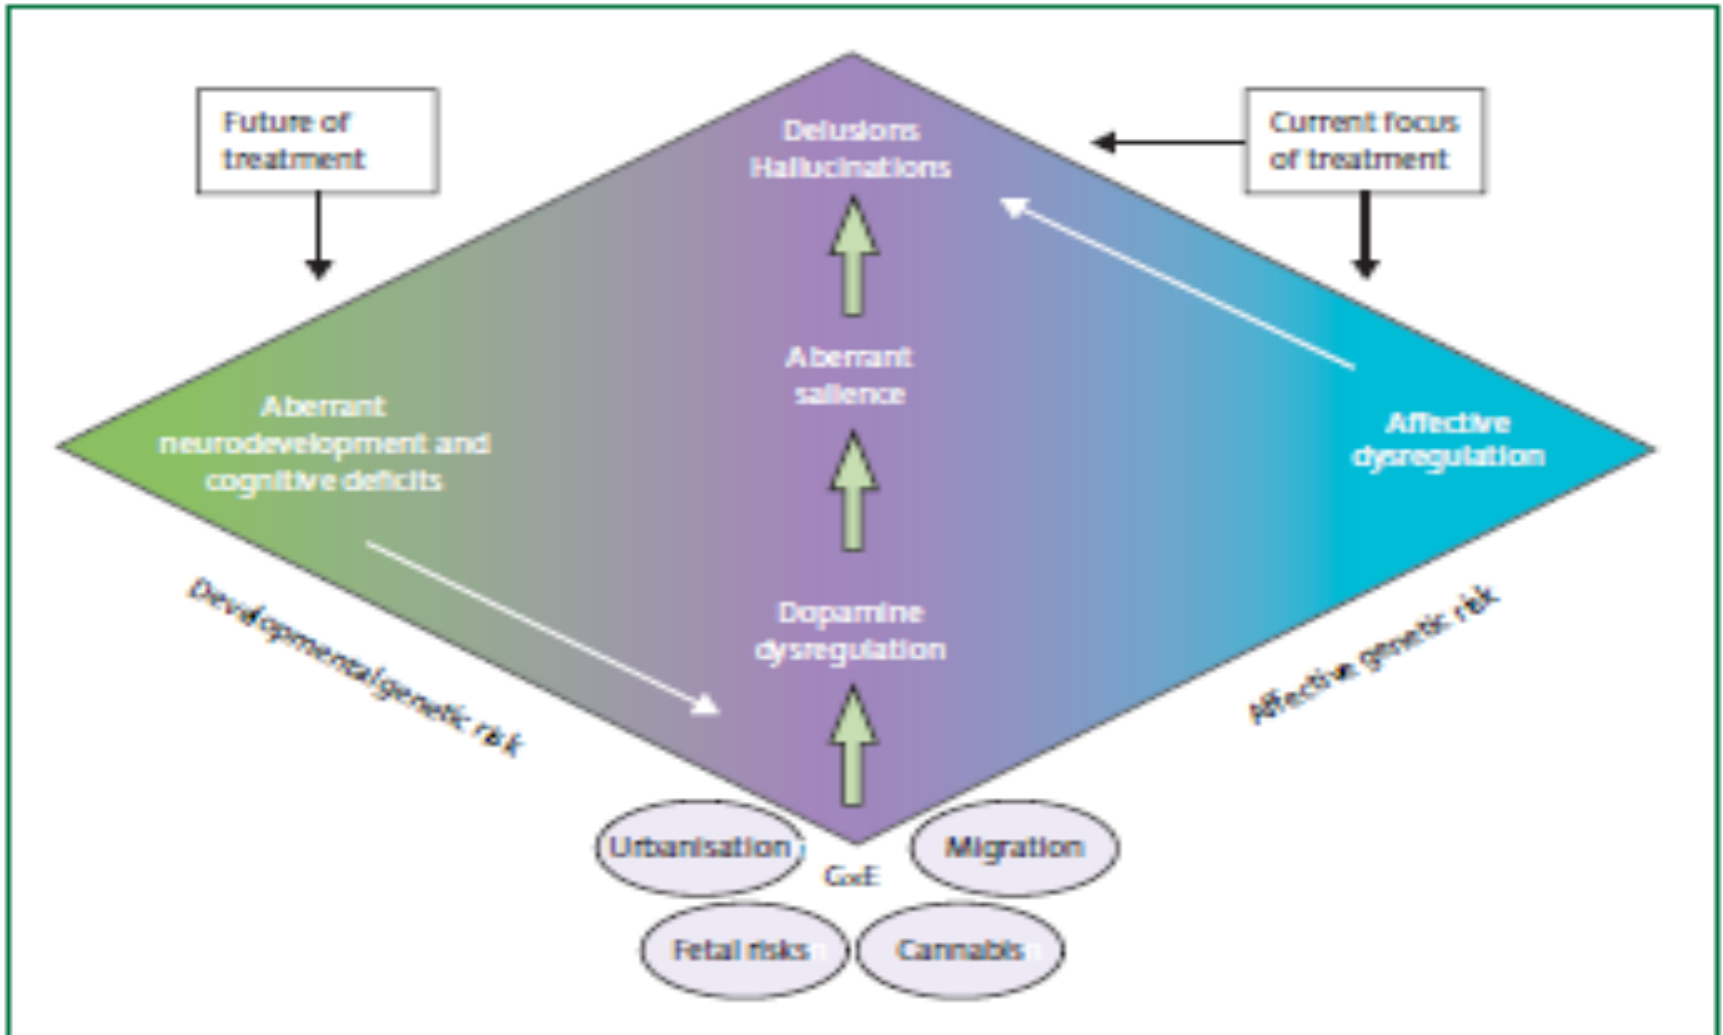 Future of
treatment
Current focus
of treatment
Delusions
Hallucinations
Aberrant
salience
Aberrant
neurodevelopment and
cognitive deficits
Affective
dysregulation
Dopamine
dysregulation
Developmental genetic risk
Affective genetic risk
Urbanisation
Migration
GxE
Fetal risks
Cannabis